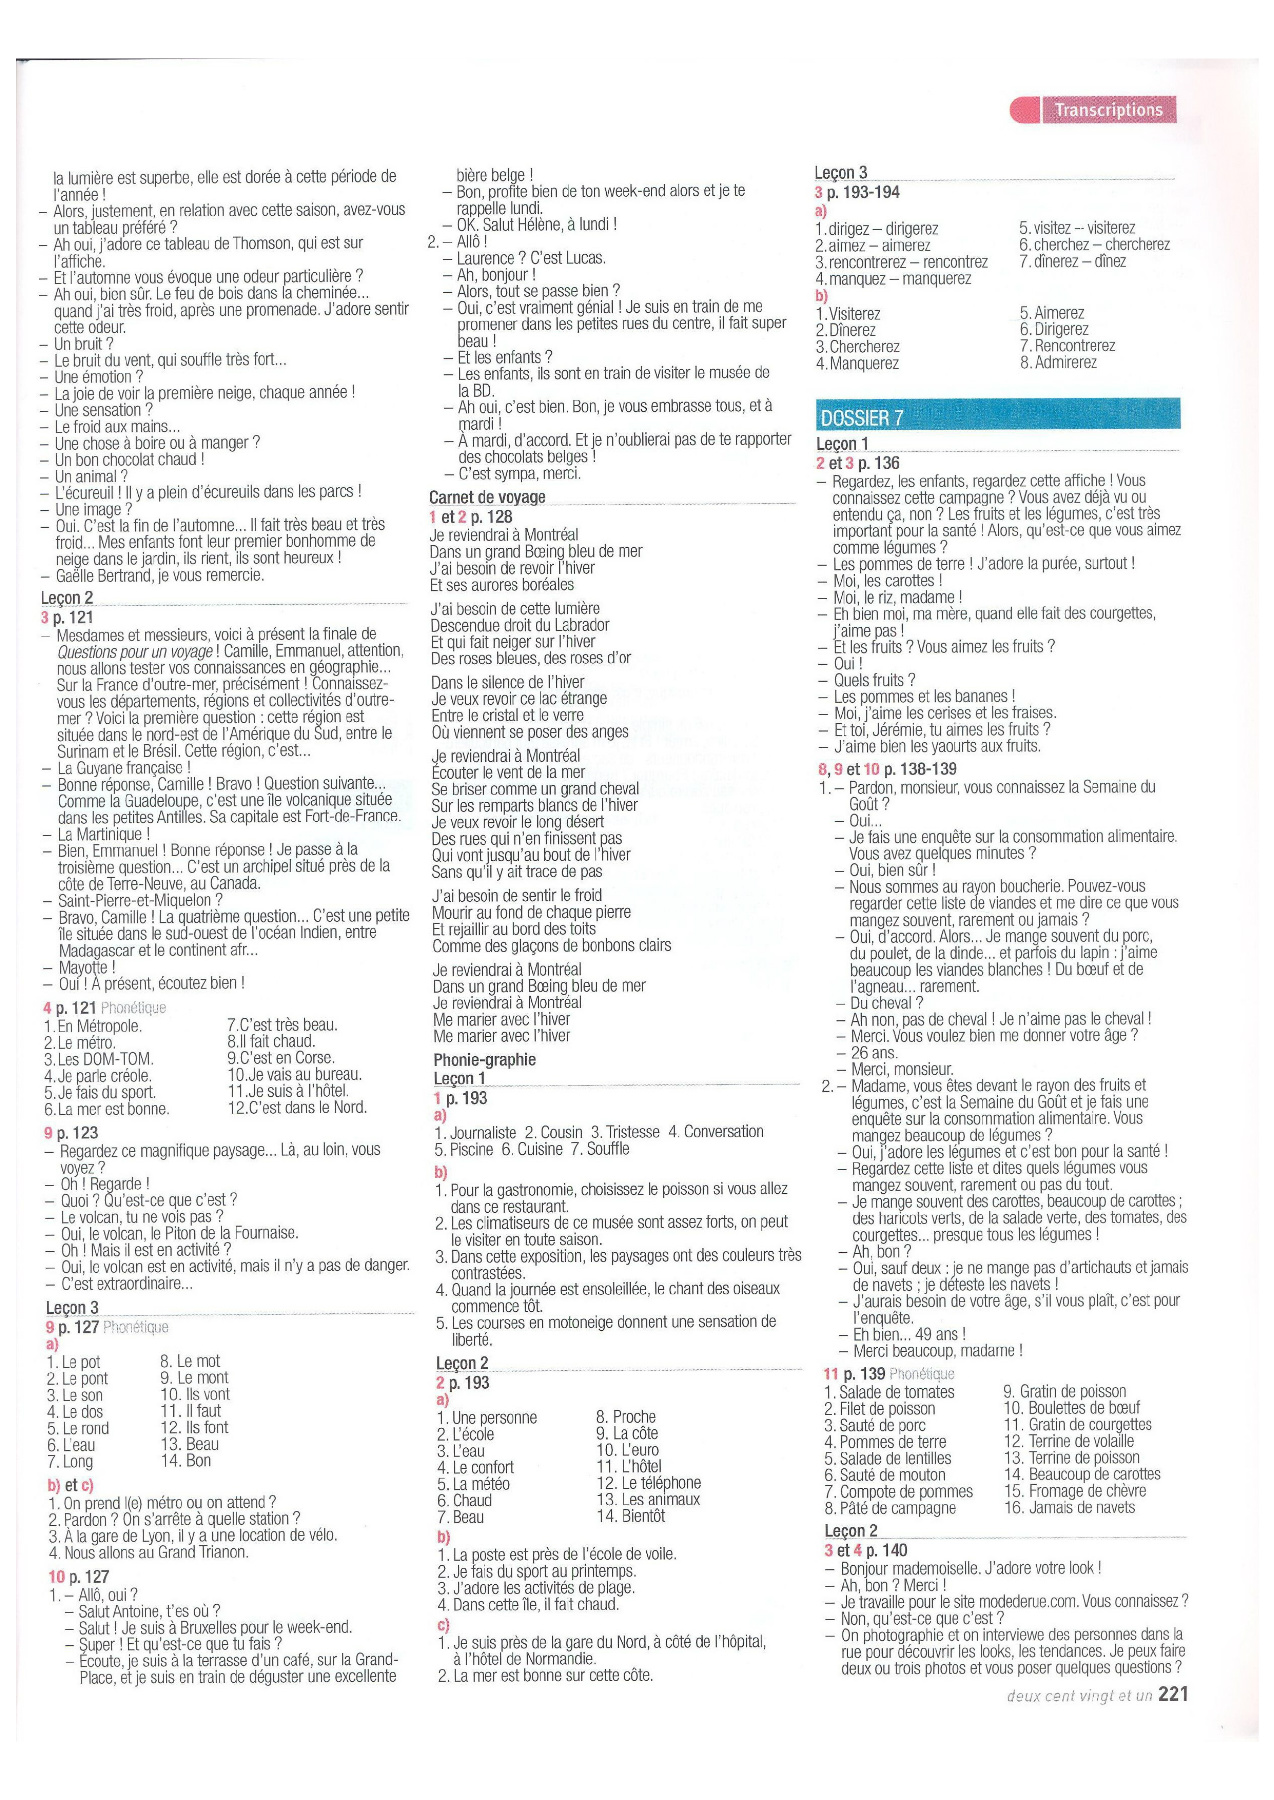 Transcriptions
la lumière est superbe, elle est dorée à cette période de
l'année !
– Alors, justement, en relation avec cette saison, avez-vous
un tableau préféré ?
– Ah oui, j'adore ce tableau de Thomson, qui est sur
l'affiche.
– Et l'automne vous évoque une odeur particulière ?
– Ah oui, bien sûr. Le feu de bois dans la cheminée...
quand j'ai très froid, après une promenade. J'adore sentir
cette odeur.
– Un bruit ?
– Le bruit du vent, qui souffle très fort...
– Une émotion ?
– La joie de voir la première neige, chaque année !
– Une sensation ?
– Le froid aux mains...
– Une chose à boire ou à manger ?
– Un bon chocolat chaud !
– Un animal ?
– L'écureuil ! Il y a plein d'écureuils dans les parcs !
– Une image ?
– Oui. C'est la fin de l'automne... Il fait très beau et très
froid... Mes enfants font leur premier bonhomme de
neige dans le jardin, ils rient, ils sont heureux !
– Gaëlle Bertrand, je vous remercie.
Leçon 2
3 p. 121
– Mesdames et messieurs, voici à présent la finale de
Questions pour un voyage ! Camille, Emmanuel, attention,
nous allons tester vos connaissances en géographie...
Sur la France d'outre-mer, précisément ! Connaissez-
vous les départements, régions et collectivités d'outre-
mer ? Voici la première question : cette région est
située dans le nord-est de l'Amérique du Sud, entre le
Surinam et le Brésil. Cette région, c'est...
– La Guyane française !
– Bonne réponse, Camille ! Bravo ! Question suivante...
Comme la Guadeloupe, c'est une île volcanique située
dans les petites Antilles. Sa capitale est Fort-de-France.
– La Martinique !
– Bien, Emmanuel ! Bonne réponse ! Je passe à la
troisième question... C'est un archipel situé près de la
côte de Terre-Neuve, au Canada.
– Saint-Pierre-et-Miquelon ?
– Bravo, Camille ! La quatrième question... C'est une petite
île située dans le sud-ouest de l'océan Indien, entre
Madagascar et le continent afr...
– Mayotte !
– Oui ! À présent, écoutez bien !
4 p. 121 Phonétique
1. En Métropole. 7. C'est très beau.
2. Le métro. 8. Il fait chaud.
3. Les DOM-TOM. 9. C'est en Corse.
4. Je parle créole. 10. Je vais au bureau.
5. Je fais du sport. 11. Je suis à l'hôtel.
6. La mer est bonne. 12. C'est dans le Nord.
9 p. 123
– Regardez ce magnifique paysage... Là, au loin, vous
voyez ?
– Oh ! Regarde !
– Quoi ? Qu'est-ce que c'est ?
– Le volcan, tu ne vois pas ?
– Oui, le volcan, le Piton de la Fournaise.
– Oh ! Mais il est en activité ?
– Oui, le volcan est en activité, mais il n'y a pas de danger.
– C'est extraordinaire...
Leçon 3
9 p. 127 Phonétique
a)
1. Le pot 8. Le mot
2. Le pont 9. Le mont
3. Le son 10. Ils vont
4. Le dos 11. Il faut
5. Le rond 12. Ils font
6. L'eau 13. Beau
7. Long 14. Bon
b) et c)
1. On prend l(e) métro ou on attend ?
2. Pardon ? On s'arrête à quelle station ?
3. À la gare de Lyon, il y a une location de vélo.
4. Nous allons au Grand Trianon.
10 p. 127
1. – Allô, oui ?
– Salut Antoine, t'es où ?
– Salut ! Je suis à Bruxelles pour le week-end.
– Super ! Et qu'est-ce que tu fais ?
– Écoute, je suis à la terrasse d'un café, sur la Grand-
Place, et je suis en train de déguster une excellente
bière belge !
– Bon, profite bien de ton week-end alors et je te
rappelle lundi.
– OK. Salut Hélène, à lundi !
2. – Allô !
– Laurence ? C'est Lucas.
– Ah, bonjour !
– Alors, tout se passe bien ?
– Oui, c'est vraiment génial ! Je suis en train de me
promener dans les petites rues du centre, il fait super
beau !
– Et les enfants ?
– Les enfants, ils sont en train de visiter le musée de
la BD.
– Ah oui, c'est bien. Bon, je vous embrasse tous, et à
mardi !
– À mardi, d'accord. Et je n'oublierai pas de te rapporter
des chocolats belges !
– C'est sympa, merci.
Carnet de voyage
1 et 2 p. 128
Je reviendrai à Montréal
Dans un grand Bœing bleu de mer
J'ai besoin de revoir l'hiver
Et ses aurores boréales
J'ai besoin de cette lumière
Descendue droit du Labrador
Et qui fait neiger sur l'hiver
Des roses bleues, des roses d'or
Dans le silence de l'hiver
Je veux revoir ce lac étrange
Entre le cristal et le verre
Où viennent se poser des anges
Je reviendrai à Montréal
Écouter le vent de la mer
Se briser comme un grand cheval
Sur les remparts blancs de l'hiver
Je veux revoir le long désert
Des rues qui n'en finissent pas
Qui vont jusqu'au bout de l'hiver
Sans qu'il y ait trace de pas
J'ai besoin de sentir le froid
Mourir au fond de chaque pierre
Et rejaillir au bord des toits
Comme des glaçons de bonbons clairs
Je reviendrai à Montréal
Dans un grand Bœing bleu de mer
Je reviendrai à Montréal
Me marier avec l'hiver
Me marier avec l'hiver
Phonie-graphie
Leçon 1
1 p. 193
a)
1. Journaliste 2. Cousin 3. Tristesse 4. Conversation
5. Piscine 6. Cuisine 7. Souffle
b)
1. Pour la gastronomie, choisissez le poisson si vous allez
dans ce restaurant.
2. Les climatiseurs de ce musée sont assez forts, on peut
le visiter en toute saison.
3. Dans cette exposition, les paysages ont des couleurs très
contrastées.
4. Quand la journée est ensoleillée, le chant des oiseaux
commence tôt.
5. Les courses en motoneige donnent une sensation de
liberté.
Leçon 2
2 p. 193
a)
1. Une personne 8. Proche
2. L'école 9. La côte
3. L'eau 10. L'euro
4. Le confort 11. L'hôtel
5. La météo 12. Le téléphone
6. Chaud 13. Les animaux
7. Beau 14. Bientôt
b)
1. La poste est près de l'école de voile.
2. Je fais du sport au printemps.
3. J'adore les activités de plage.
4. Dans cette île, il fait chaud.
c)
1. Je suis près de la gare du Nord, à côté de l'hôpital,
à l'hôtel de Normandie.
2. La mer est bonne sur cette côte.
Leçon 3
3 p. 193-194
a)
1. dirigez – dirigerez 5. visitez – visiterez
2. aimez – aimerez 6. cherchez – chercherez
3. rencontrerez – rencontrez 7. dînerez – dînez
4. manquez – manquerez
b)
1. Visiterez 5. Aimerez
2. Dînerez 6. Dirigerez
3. Chercherez 7. Rencontrerez
4. Manquerez 8. Admirerez
DOSSIER 7
Leçon 1
2 et 3 p. 136
– Regardez, les enfants, regardez cette affiche ! Vous
connaissez cette campagne ? Vous avez déjà vu ou
entendu ça, non ? Les fruits et les légumes, c'est très
important pour la santé ! Alors, qu'est-ce que vous aimez
comme légumes ?
– Les pommes de terre ! J'adore la purée, surtout !
– Moi, les carottes !
– Moi, le riz, madame !
– Eh bien moi, ma mère, quand elle fait des courgettes,
j'aime pas !
– Et les fruits ? Vous aimez les fruits ?
– Oui !
– Quels fruits ?
– Les pommes et les bananes !
– Moi, j'aime les cerises et les fraises.
– Et toi, Jérémie, tu aimes les fruits ?
– J'aime bien les yaourts aux fruits.
8, 9 et 10 p. 138-139
1. – Pardon, monsieur, vous connaissez la Semaine du
Goût ?
– Oui...
– Je fais une enquête sur la consommation alimentaire.
Vous avez quelques minutes ?
– Oui, bien sûr !
– Nous sommes au rayon boucherie. Pouvez-vous
regarder cette liste de viandes et me dire ce que vous
mangez souvent, rarement ou jamais ?
– Oui, d'accord. Alors... Je mange souvent du porc,
du poulet, de la dinde... et parfois du lapin : j'aime
beaucoup les viandes blanches ! Du bœuf et de
l'agneau... rarement.
– Du cheval ?
– Ah non, pas de cheval ! Je n'aime pas le cheval !
– Merci. Vous voulez bien me donner votre âge ?
– 26 ans.
– Merci, monsieur.
2. – Madame, vous êtes devant le rayon des fruits et
légumes, c'est la Semaine du Goût et je fais une
enquête sur la consommation alimentaire. Vous
mangez beaucoup de légumes ?
– Oui, j'adore les légumes et c'est bon pour la santé !
– Regardez cette liste et dites quels légumes vous
mangez souvent, rarement ou pas du tout.
– Je mange souvent des carottes, beaucoup de carottes ;
des haricots verts, de la salade verte, des tomates, des
courgettes... presque tous les légumes !
– Ah, bon ?
– Oui, sauf deux : je ne mange pas d'artichauts et jamais
de navets ; je déteste les navets !
– J'aurais besoin de votre âge, s'il vous plaît, c'est pour
l'enquête.
– Eh bien... 49 ans !
– Merci beaucoup, madame !
11 p. 139 Phonétique
1. Salade de tomates 9. Gratin de poisson
2. Filet de poisson 10. Boulettes de bœuf
3. Sauté de porc 11. Gratin de courgettes
4. Pommes de terre 12. Terrine de volaille
5. Salade de lentilles 13. Terrine de poisson
6. Sauté de mouton 14. Beaucoup de carottes
7. Compote de pommes 15. Fromage de chèvre
8. Pâté de campagne 16. Jamais de navets
Leçon 2
3 et 4 p. 140
– Bonjour mademoiselle. J'adore votre look !
– Ah, bon ? Merci !
– Je travaille pour le site modederue.com. Vous connaissez ?
– Non, qu'est-ce que c'est ?
– On photographie et on interviewe des personnes dans la
rue pour découvrir les looks, les tendances. Je peux faire
deux ou trois photos et vous poser quelques questions ?
deux cent vingt et un 221